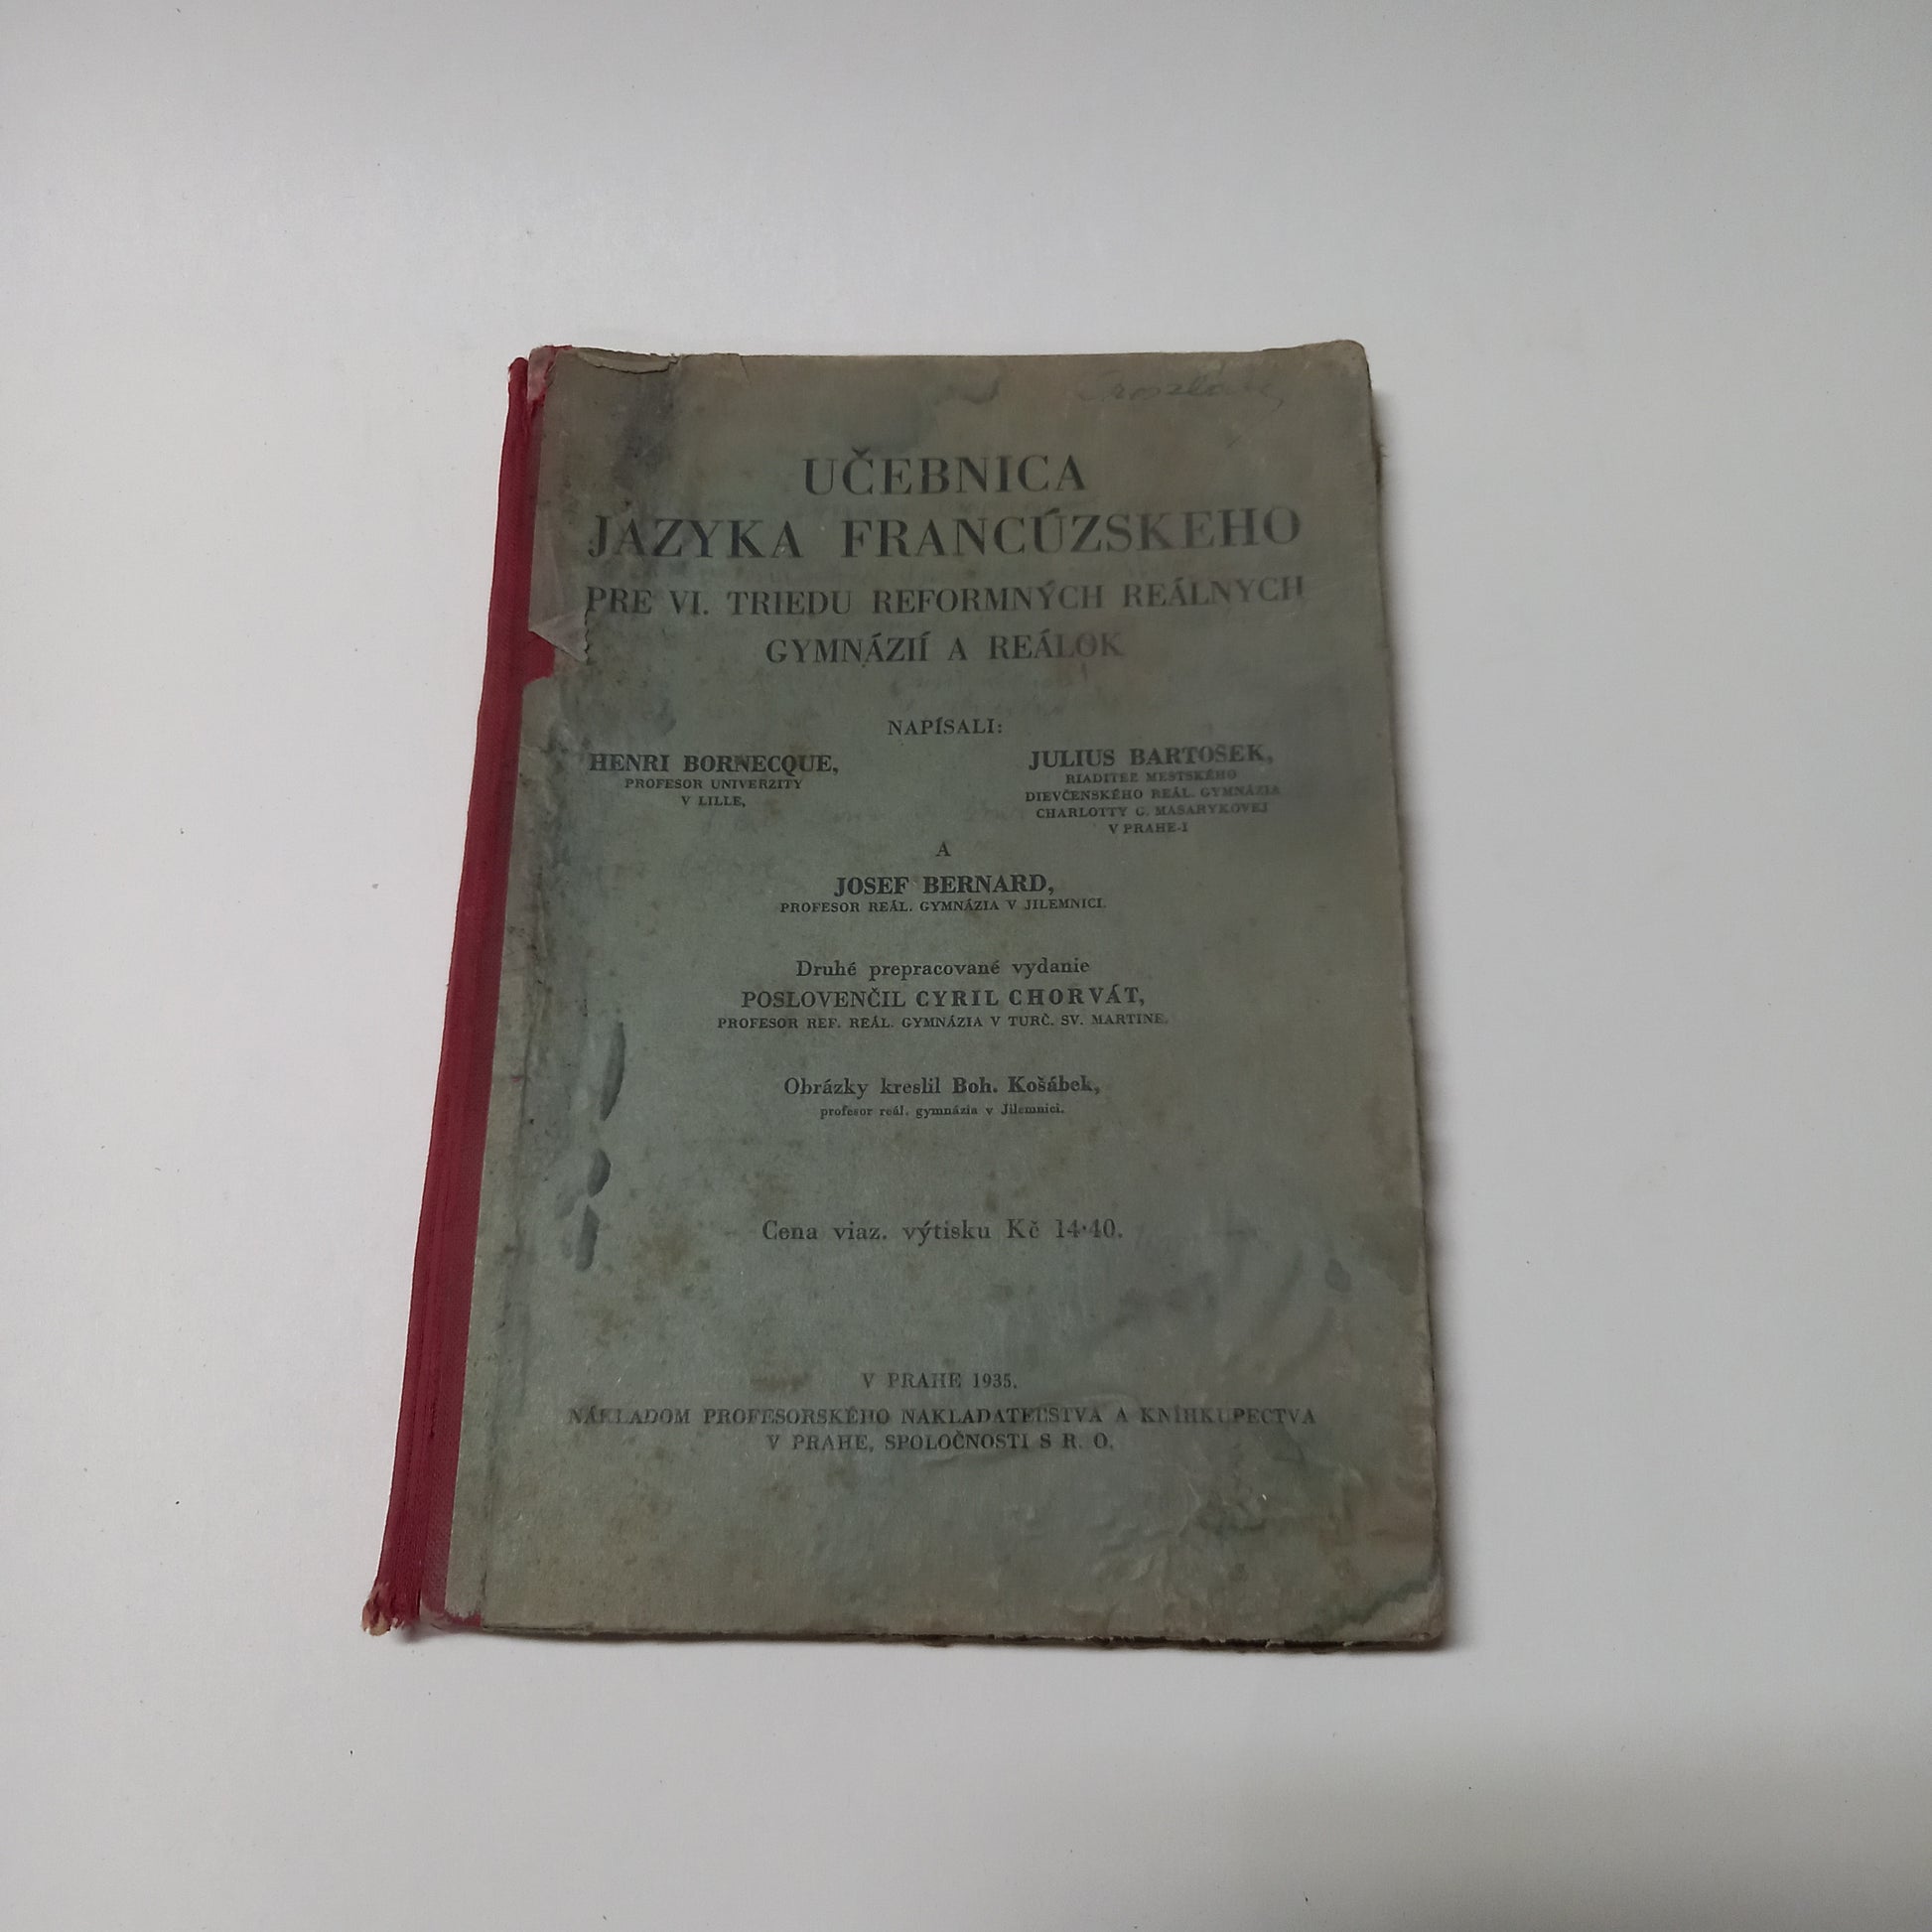 UČEBNICA
JAZYKA FRANCÚZSKEHO
PRE VI. TRIEDU REFORMNÝCH REÁLNYCH
GYMNÁZIÍ A REÁLOK
NAPÍSALI:
HENRI BORNECQUE,
PROFESOR UNIVERZITY
V LILLE,
JULIUS BARTOŠEK,
RIADITEĽ MESTSKÉHO
DIEVČENSKÉHO REÁL. GYMNÁZIA
CHARLOTTY G. MASARYKOVEJ
V PRAHE-I
A
JOSEF BERNARD,
PROFESOR REÁL. GYMNÁZIA V JILEMNICI.
Druhé prepracované vydanie
POSLOVENČIL CYRIL CHORVÁT,
PROFESOR REF. REÁL. GYMNÁZIA V TURČ. SV. MARTINE.
Obrázky kreslil Boh. Košábek,
profesor reál. gymnázia v Jilemnici.
Cena viaz. výtisku Kč 14·40.
V PRAHE 1935.
NÁKLADOM PROFESORSKÉHO NAKLADATEĽSTVA A KNÍHKUPECTVA
V PRAHE, SPOLOČNOSTI S R. O.